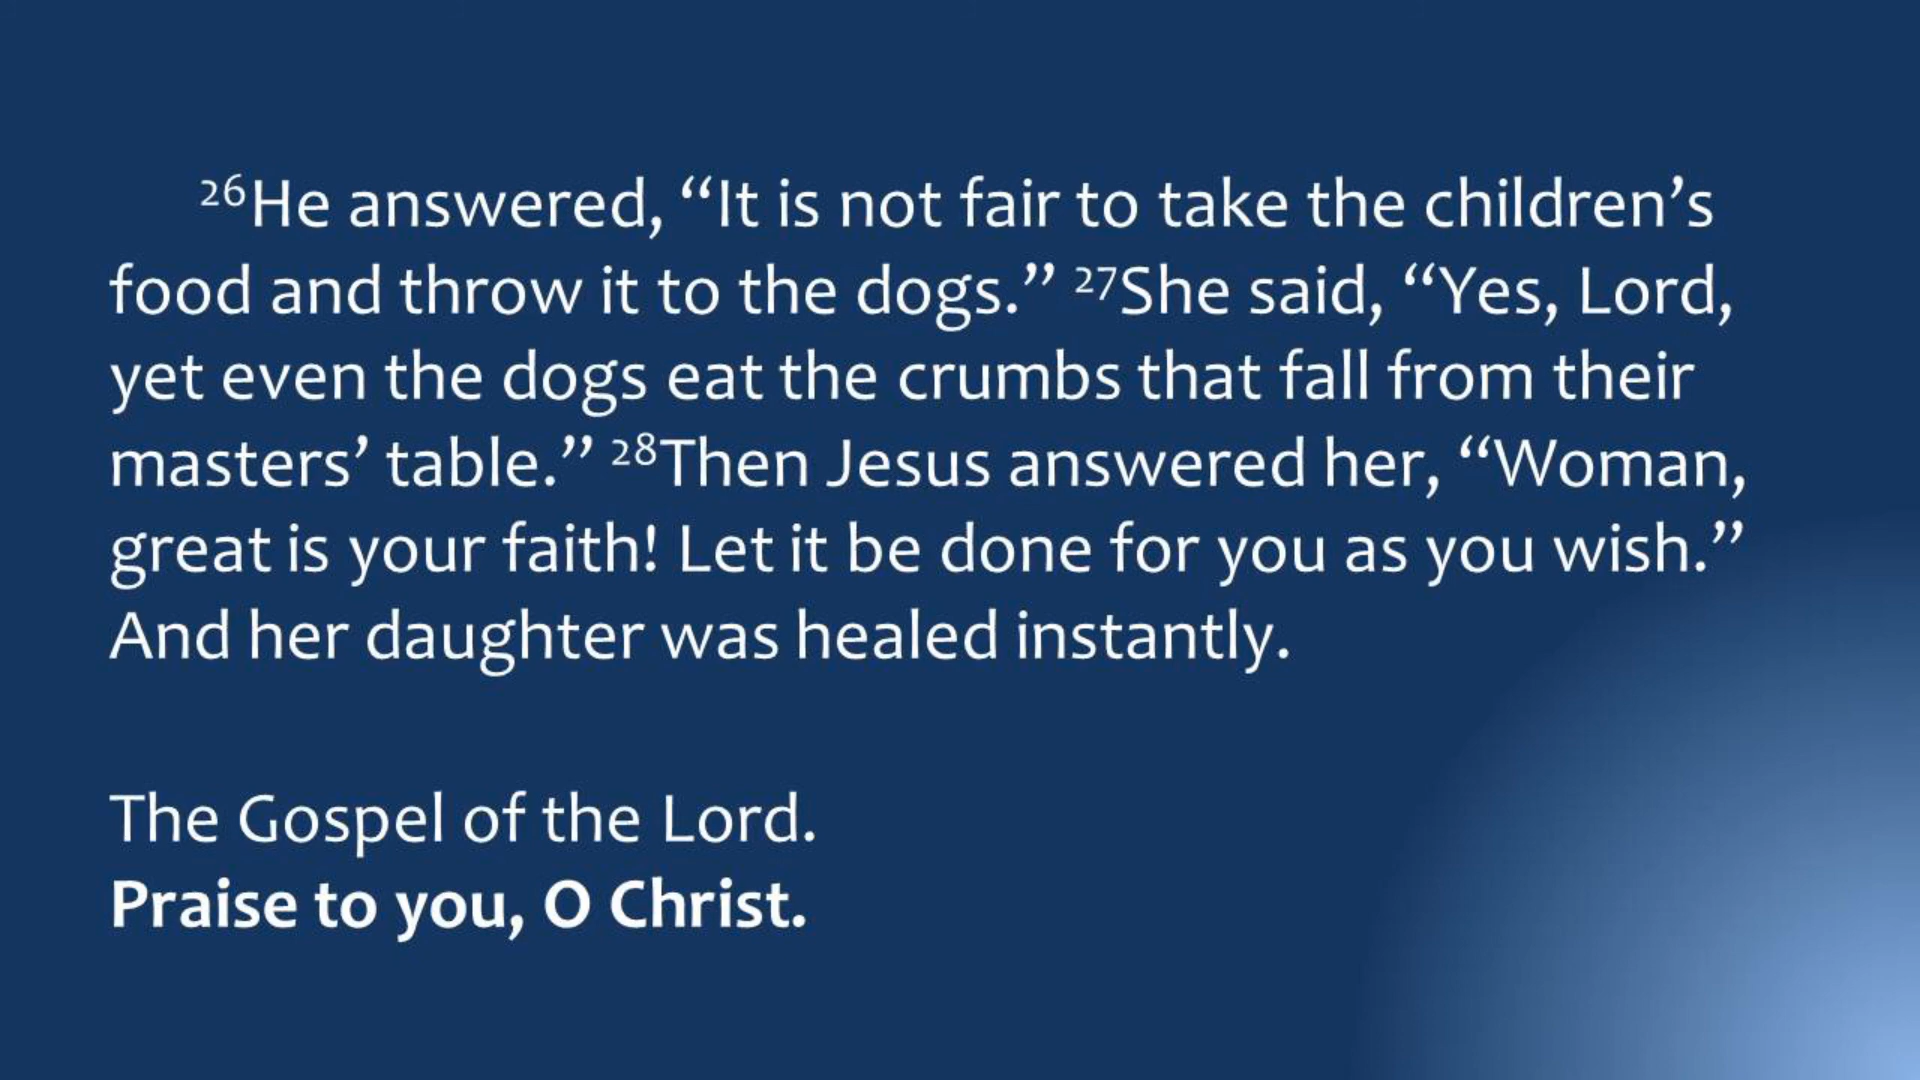 ²⁶He answered, “It is not fair to take the children’s
food and throw it to the dogs.” ²⁷She said, “Yes, Lord,
yet even the dogs eat the crumbs that fall from their
masters’ table.” ²⁸Then Jesus answered her, “Woman,
great is your faith! Let it be done for you as you wish.”
And her daughter was healed instantly.
The Gospel of the Lord.
Praise to you, O Christ.